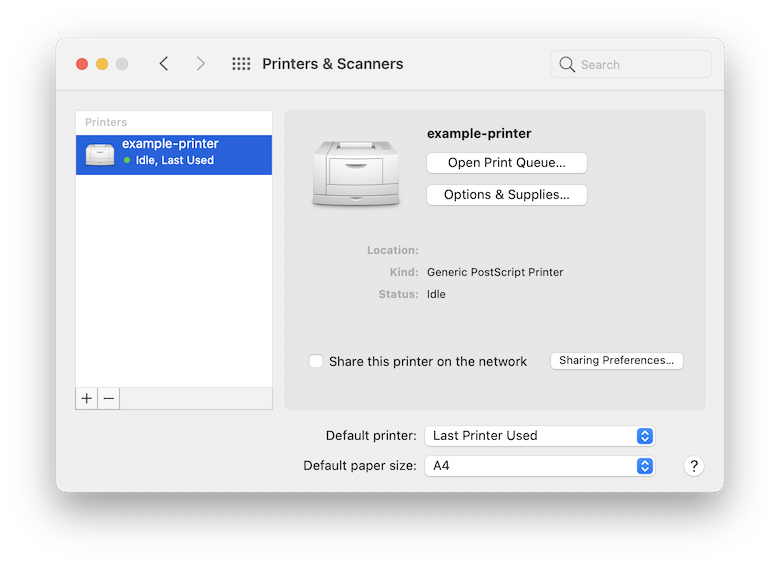 Printers & Scanners
Search
Printers
example-printer
Idle, Last Used
+ −
example-printer
Open Print Queue...
Options & Supplies...
Location:
Kind: Generic PostScript Printer
Status: Idle
Share this printer on the network
Sharing Preferences...
Default printer: Last Printer Used
Default paper size: A4
?